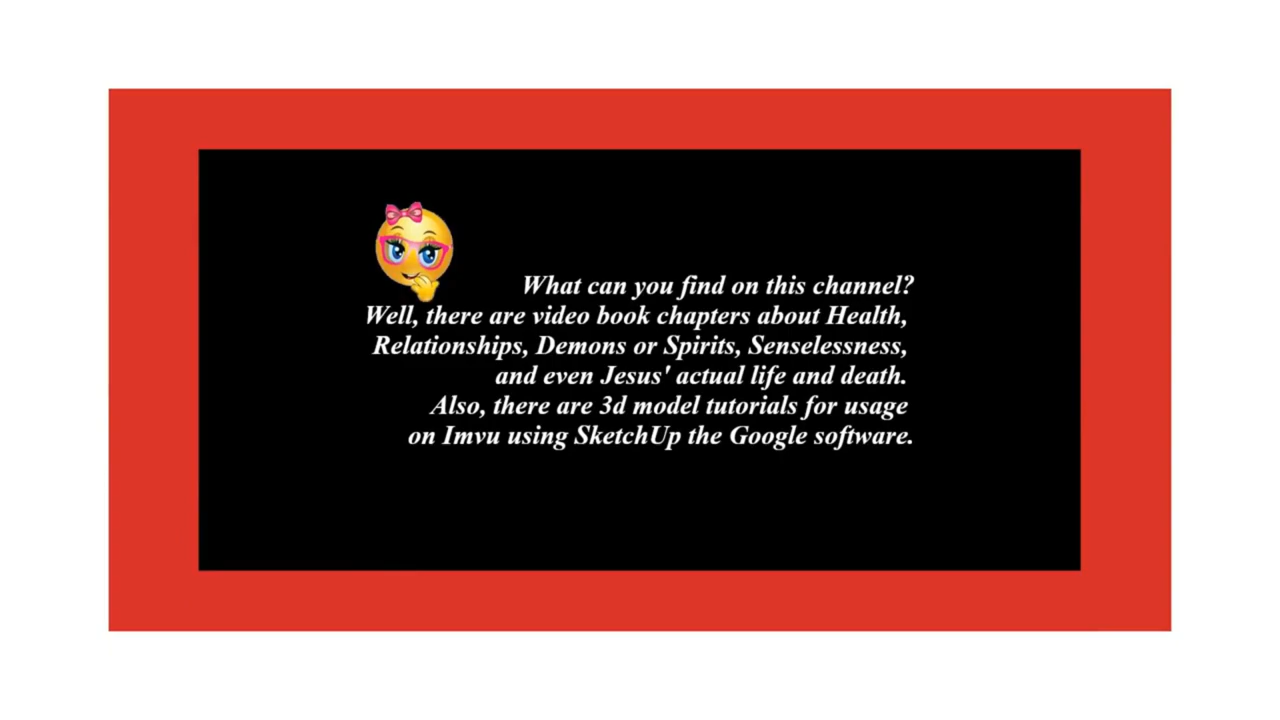 What can you find on this channel?
Well, there are video book chapters about Health,
Relationships, Demons or Spirits, Senselessness,
and even Jesus' actual life and death.
Also, there are 3d model tutorials for usage
on Imvu using SketchUp the Google software.